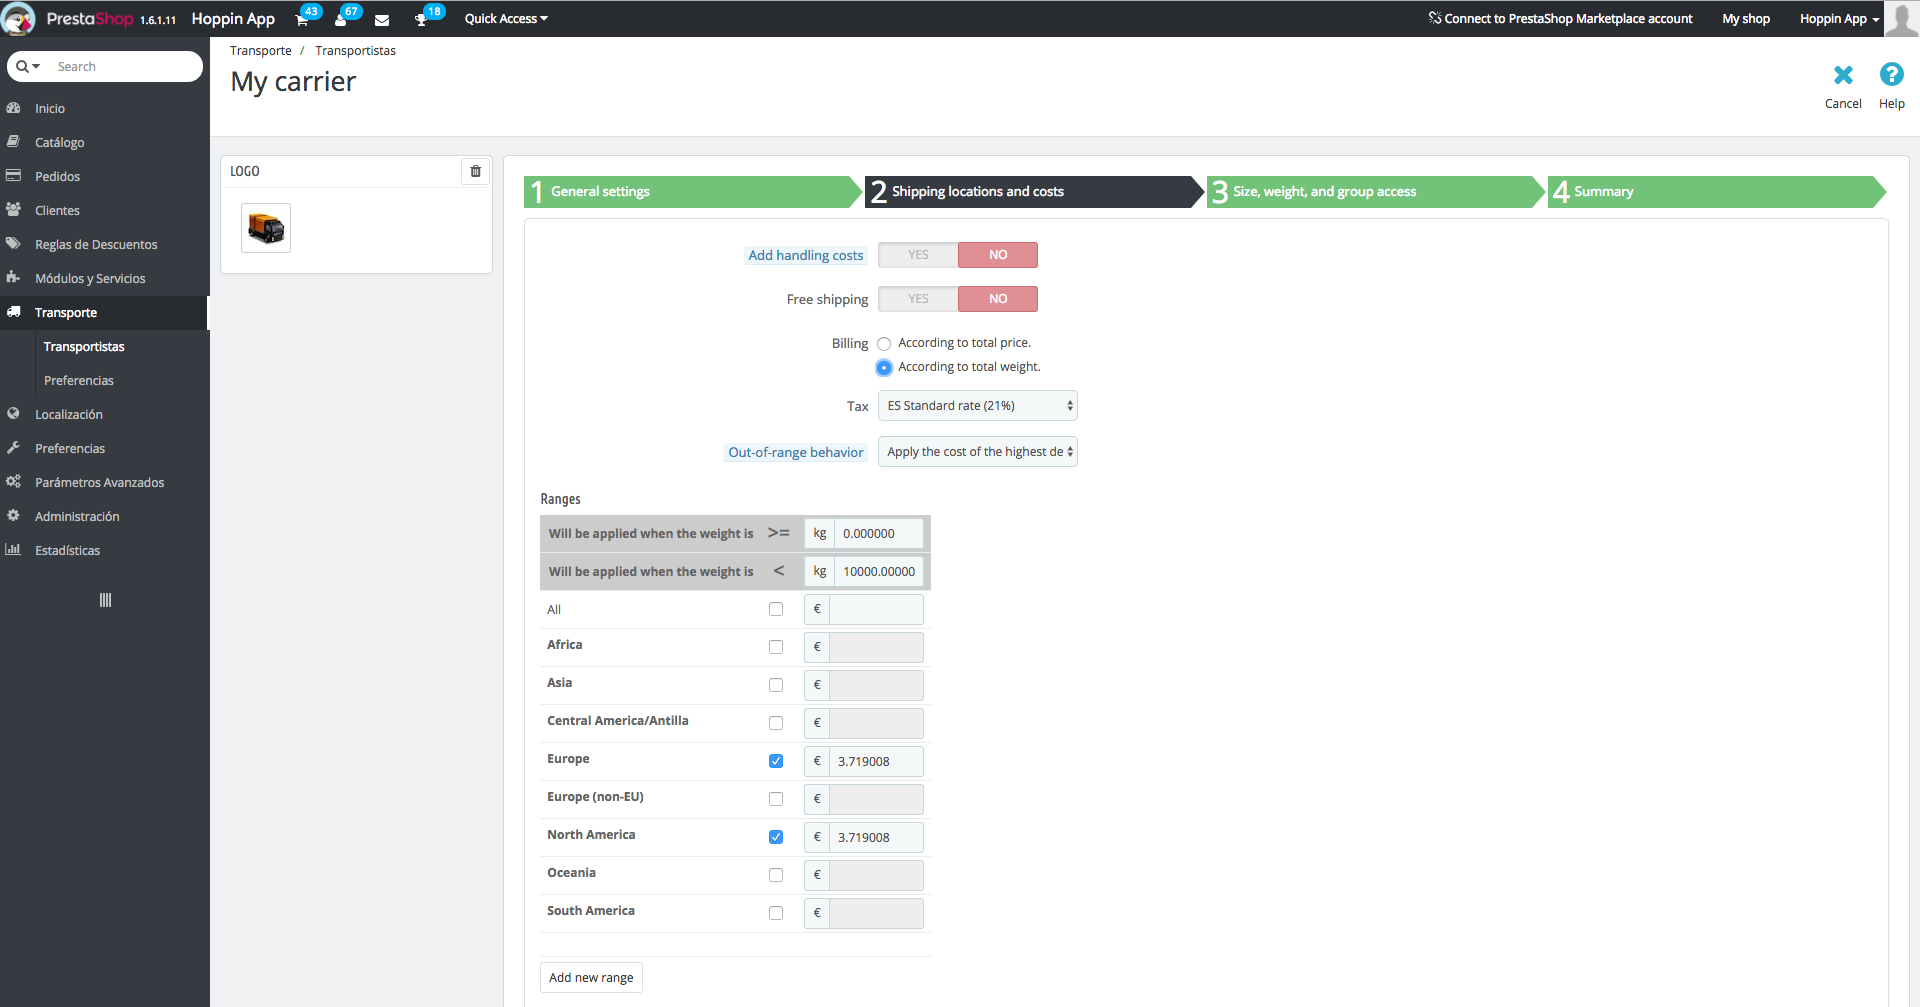 PrestaShop 1.6.1.11 Hoppin App 43 67 18 Quick Access Connect to PrestaShop Marketplace account My shop Hoppin App
Search
Inicio
Catálogo
Pedidos
Clientes
Reglas de Descuentos
Módulos y Servicios
Transporte
Transportistas
Preferencias
Localización
Preferencias
Parámetros Avanzados
Administración
Estadísticas
Transporte / Transportistas
My carrier
Cancel
Help
LOGO
1 General settings
2 Shipping locations and costs
3 Size, weight, and group access
4 Summary
Add handling costs YES NO
Free shipping YES NO
Billing According to total price.
According to total weight.
Tax ES Standard rate (21%)
Out-of-range behavior Apply the cost of the highest de
Ranges
Will be applied when the weight is >= kg 0.000000
Will be applied when the weight is < kg 10000.00000
All €
Africa €
Asia €
Central America/Antilla €
Europe € 3.719008
Europe (non-EU) €
North America € 3.719008
Oceania €
South America €
Add new range